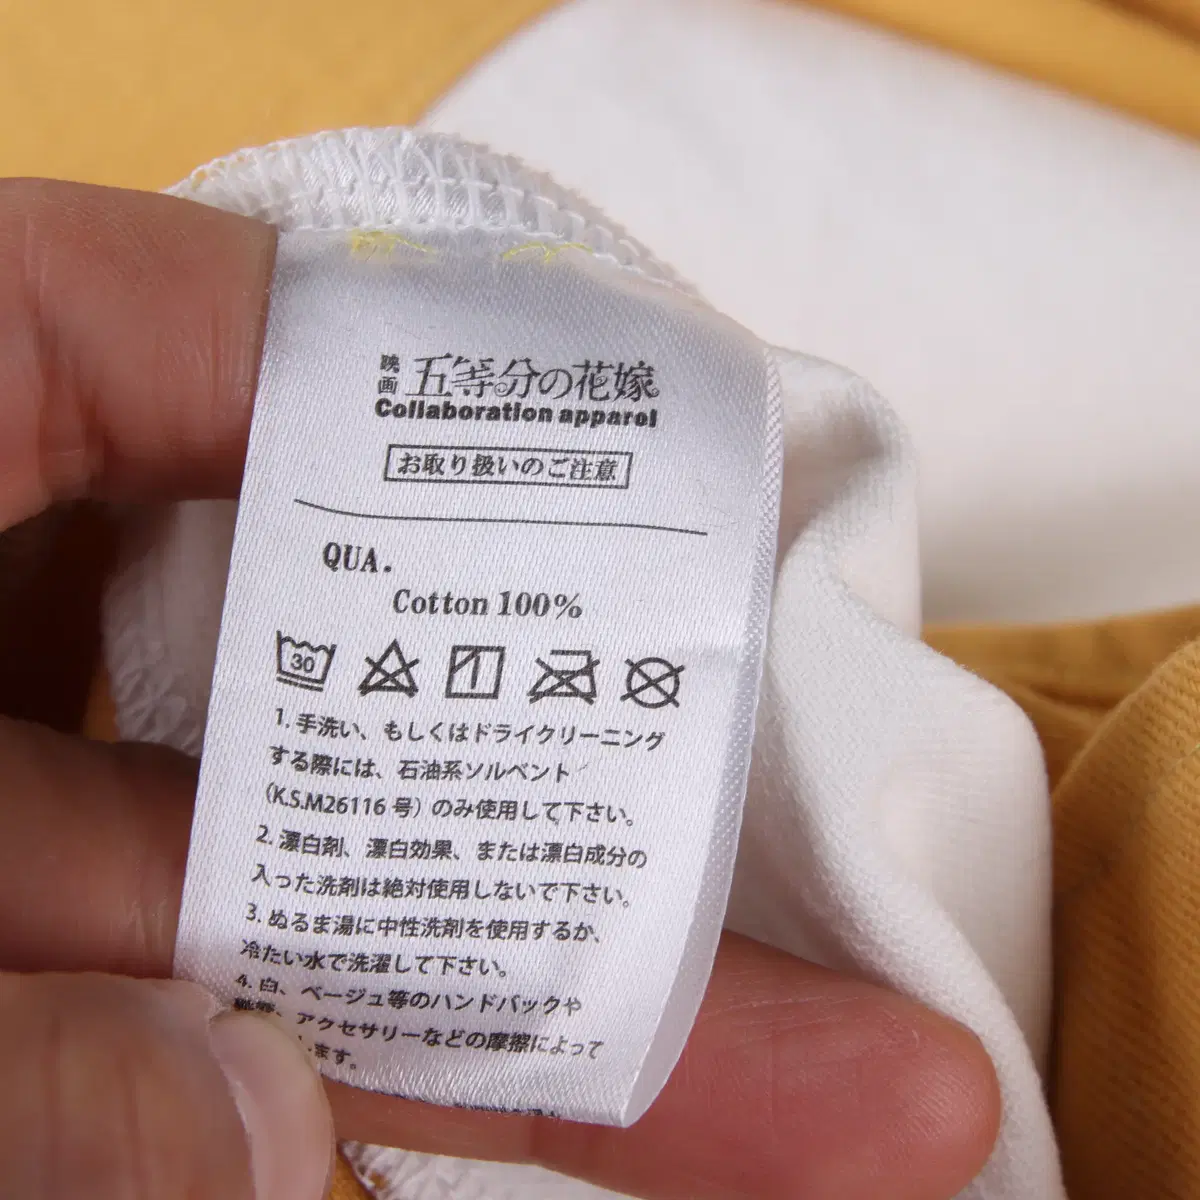 映画 五等分の花嫁
Collaboration apparel
お取り扱いのご注意
QUA.
Cotton 100%
30
1. 手洗い、もしくはドライクリーニング
する際には、石油系ソルベント
（K.S.M26116 号）のみ使用して下さい。
2. 漂白剤、漂白効果、または漂白成分の
入った洗剤は絶対使用しないで下さい。
3. ぬるま湯に中性洗剤を使用するか、
冷たい水で洗濯して下さい。
4. 白、ベージュ等のハンドバックや
アクセサリーなどの摩擦によって
します。